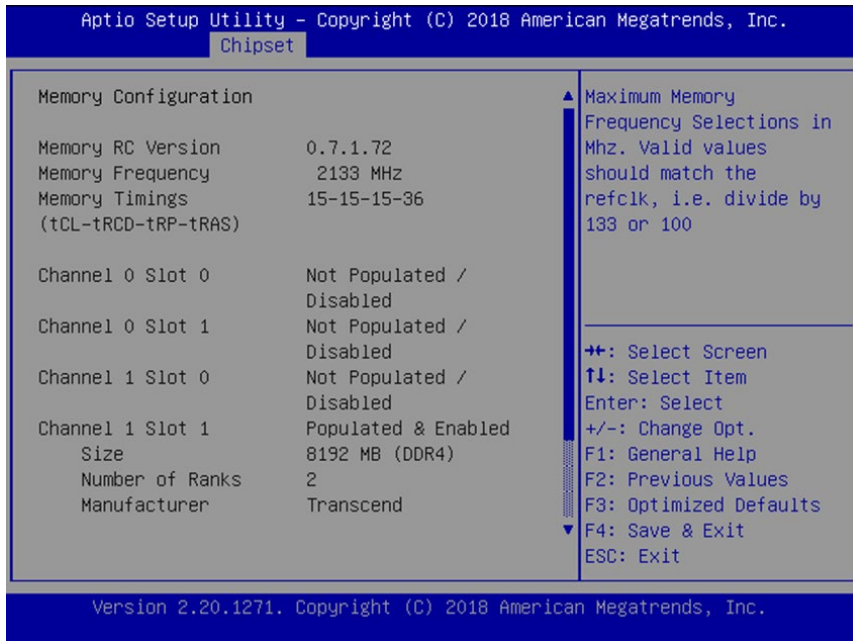 Aptio Setup Utility – Copyright (C) 2018 American Megatrends, Inc.
Chipset
Memory Configuration
Memory RC Version 0.7.1.72
Memory Frequency 2133 MHz
Memory Timings 15-15-15-36
(tCL-tRCD-tRP-tRAS)
Channel 0 Slot 0 Not Populated /
Disabled
Channel 0 Slot 1 Not Populated /
Disabled
Channel 1 Slot 0 Not Populated /
Disabled
Channel 1 Slot 1 Populated & Enabled
Size 8192 MB (DDR4)
Number of Ranks 2
Manufacturer Transcend
Maximum Memory
Frequency Selections in
Mhz. Valid values
should match the
refclk, i.e. divide by
133 or 100
→←: Select Screen
↑↓: Select Item
Enter: Select
+/-: Change Opt.
F1: General Help
F2: Previous Values
F3: Optimized Defaults
F4: Save & Exit
ESC: Exit
Version 2.20.1271. Copyright (C) 2018 American Megatrends, Inc.